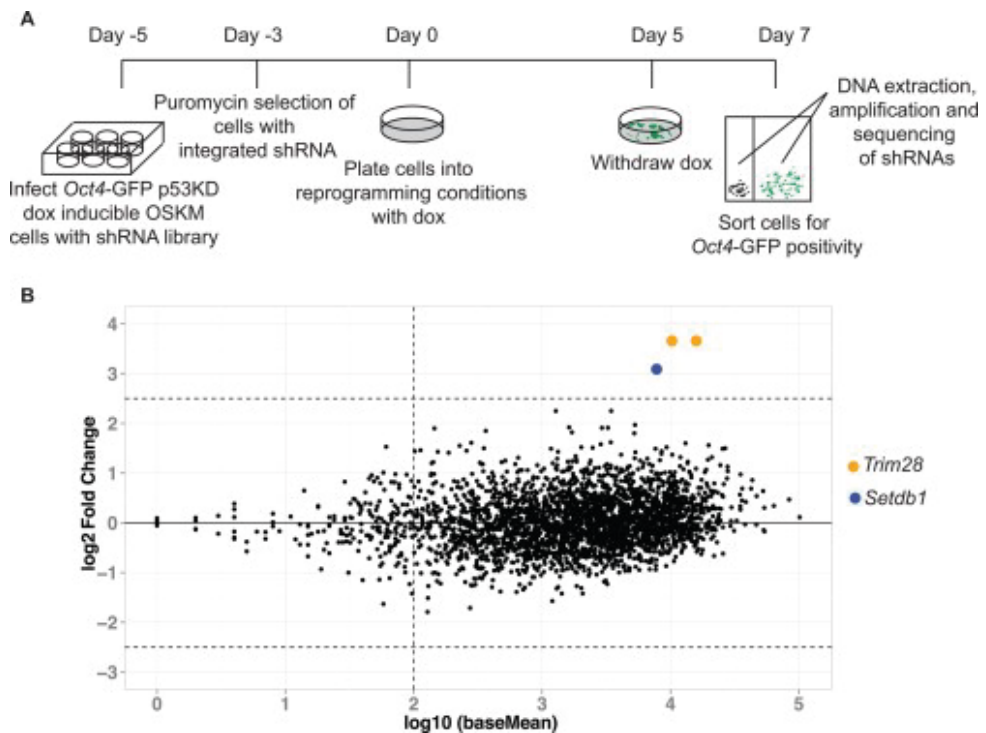 A
Day -5
Day -3
Day 0
Day 5
Day 7
Infect Oct4-GFP p53KD
dox inducible OSKM
cells with shRNA library
Puromycin selection of
cells with
integrated shRNA
Plate cells into
reprogramming conditions
with dox
Withdraw dox
DNA extraction,
amplification and
sequencing
of shRNAs
Sort cells for
Oct4-GFP positivity
B
log2 Fold Change
4
3
2
1
0
−1
−2
−3
0
1
2
3
4
5
log10 (baseMean)
Trim28
Setdb1